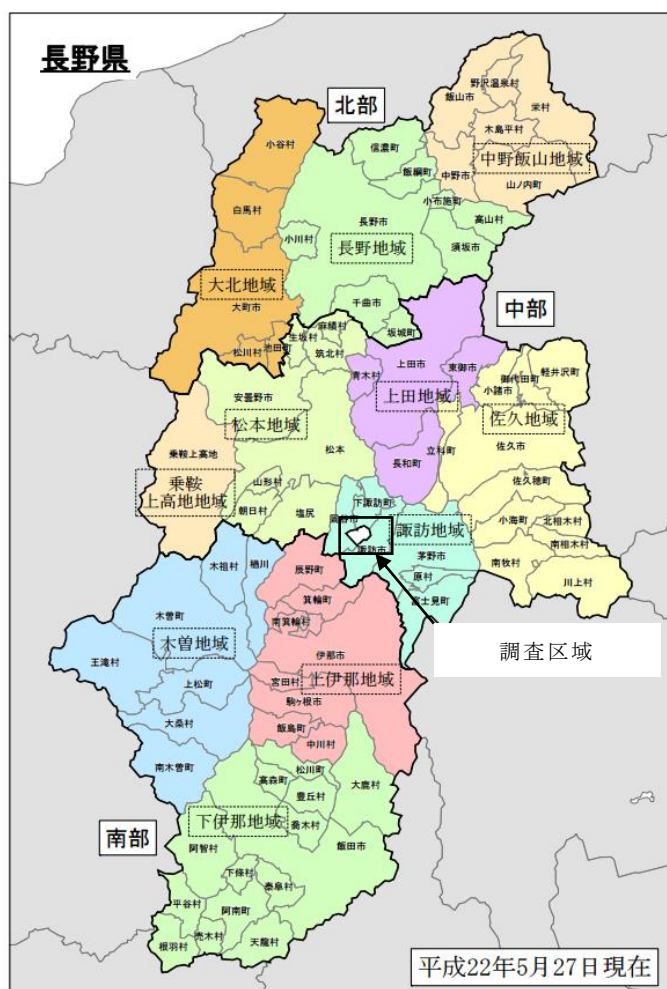 長野県
北部
野沢温泉村
飯山市
栄村
木島平村
中野飯山地域
中野市
山ノ内町
小谷村
信濃町
飯綱町
白馬村
小布施町
高山村
長野市
小川村
長野地域
須坂市
大北地域
大町市
千曲市
坂城町
中部
麻績村
生坂村
池田町
松川村
筑北村
上田市
東御市
青木村
上田地域
軽井沢町
御代田町
小諸市
佐久地域
安曇野市
松本地域
松本
佐久市
立科町
長和町
乗鞍上高地
乗鞍
上高地地域
山形村
朝日村
塩尻
佐久穂町
下諏訪町
岡谷市
諏訪地域
諏訪市
茅野市
原村
富士見町
小海町
北相木村
南相木村
南牧村
川上村
調査区域
木祖村
楢川
辰野町
箕輪町
南箕輪村
木曽町
木曽地域
王滝村
上松町
大桑村
南木曽町
伊那市
上伊那地域
宮田村
駒ヶ根市
飯島町
中川村
松川町
高森町
大鹿村
豊丘村
下伊那地域
喬木村
飯田市
南部
阿智村
下條村
泰阜村
平谷村
阿南町
売木村
天龍村
根羽村
平成22年5月27日現在